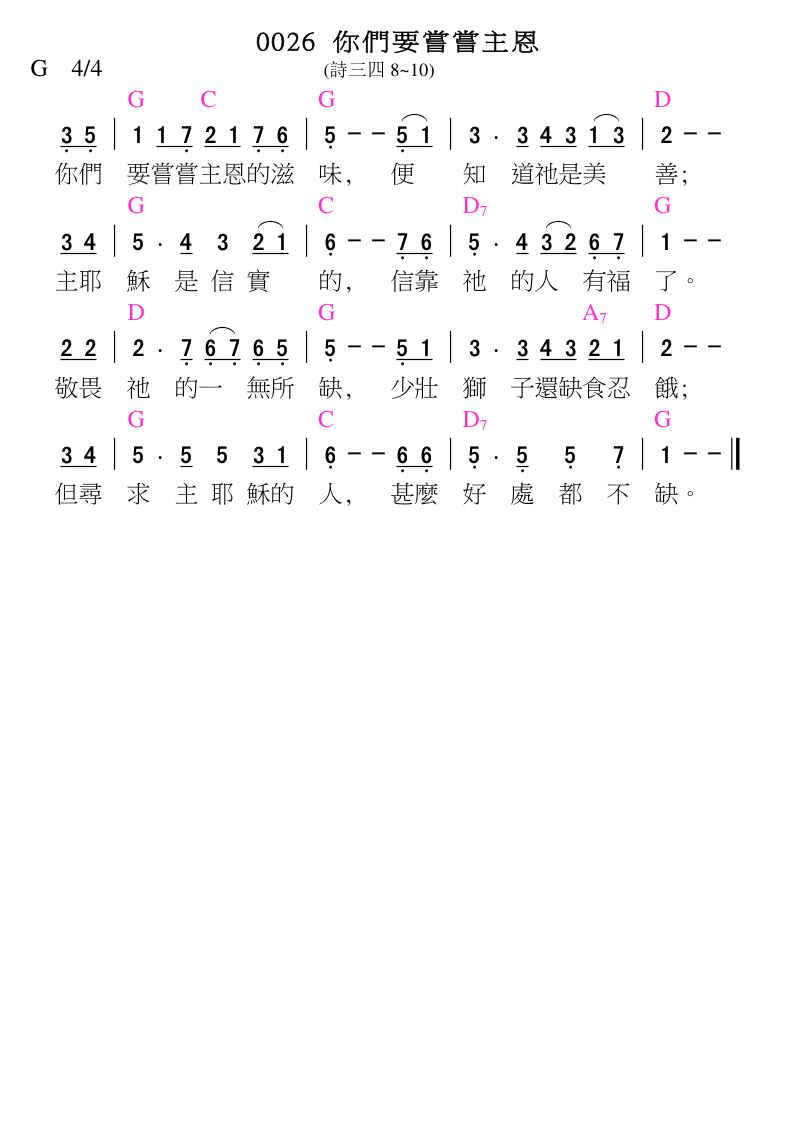 0026 你們要嘗嘗主恩
G 4/4 (詩三四 8~10)
G C G D
3 5 | 1 1 7 2 1 7 6 | 5 - - 5 1 | 3 · 3 4 3 1 3 | 2 - -
你們 要嘗嘗主恩的滋 味， 便 知 道祂是美 善；
G C D7 G
3 4 | 5 · 4 3 2 1 | 6 - - 7 6 | 5 · 4 3 2 6 7 | 1 - -
主耶 穌 是 信 實 的， 信靠 祂 的人 有福 了。
D G A7 D
2 2 | 2 · 7 6 7 6 5 | 5 - - 5 1 | 3 · 3 4 3 2 1 | 2 - -
敬畏 祂 的一 無所 缺， 少壯 獅 子還缺食忍 餓；
G C D7 G
3 4 | 5 · 5 5 3 1 | 6 - - 6 6 | 5 · 5 5 7 | 1 - - ‖
但尋 求 主 耶 穌的 人， 甚麼 好 處 都 不 缺。